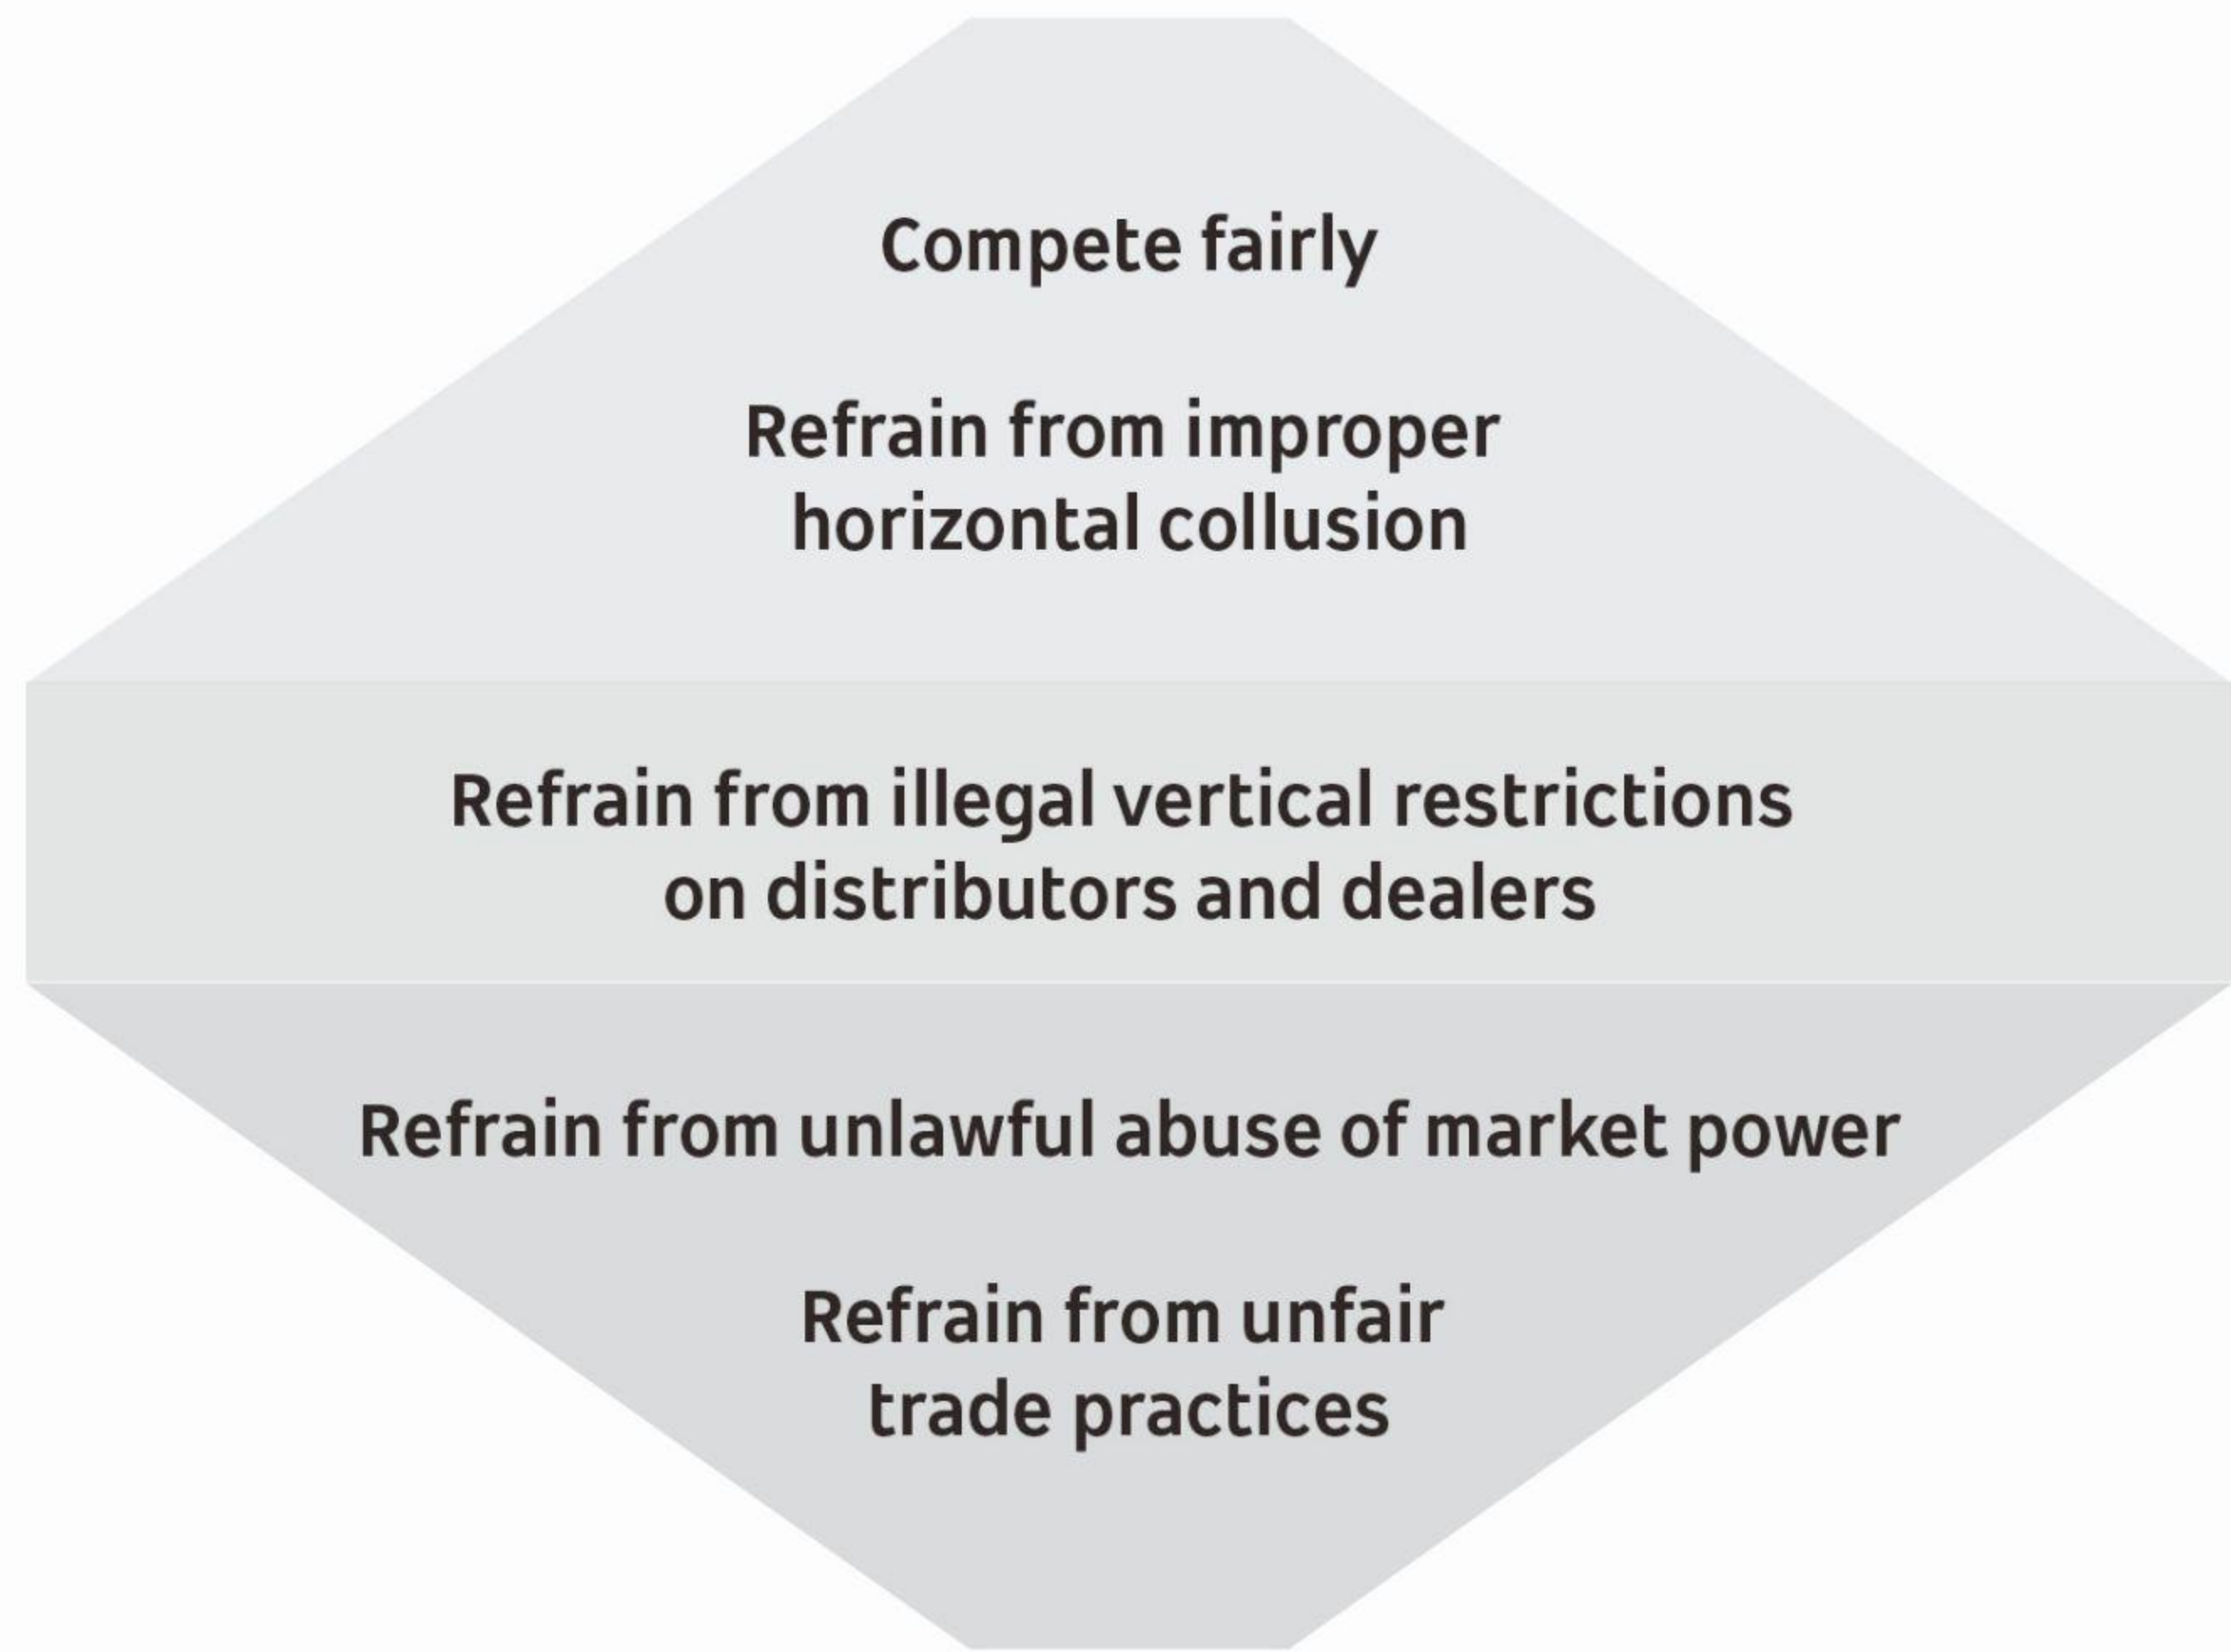 Compete fairly
Refrain from improper
horizontal collusion
Refrain from illegal vertical restrictions
on distributors and dealers
Refrain from unlawful abuse of market power
Refrain from unfair
trade practices